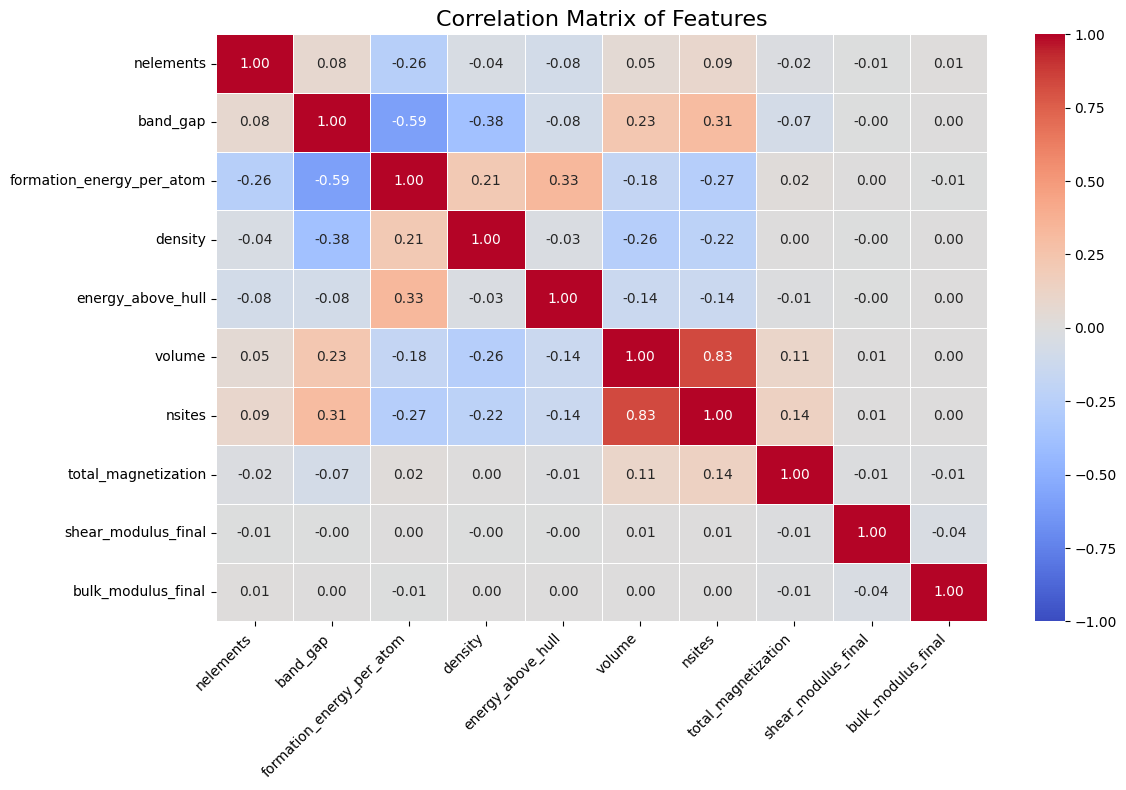 Correlation Matrix of Features
nelements 1.00 0.08 -0.26 -0.04 -0.08 0.05 0.09 -0.02 -0.01 0.01
band_gap 0.08 1.00 -0.59 -0.38 -0.08 0.23 0.31 -0.07 -0.00 0.00
formation_energy_per_atom -0.26 -0.59 1.00 0.21 0.33 -0.18 -0.27 0.02 0.00 -0.01
density -0.04 -0.38 0.21 1.00 -0.03 -0.26 -0.22 0.00 -0.00 0.00
energy_above_hull -0.08 -0.08 0.33 -0.03 1.00 -0.14 -0.14 -0.01 -0.00 0.00
volume 0.05 0.23 -0.18 -0.26 -0.14 1.00 0.83 0.11 0.01 0.00
nsites 0.09 0.31 -0.27 -0.22 -0.14 0.83 1.00 0.14 0.01 0.00
total_magnetization -0.02 -0.07 0.02 0.00 -0.01 0.11 0.14 1.00 -0.01 -0.01
shear_modulus_final -0.01 -0.00 0.00 -0.00 -0.00 0.01 0.01 -0.01 1.00 -0.04
bulk_modulus_final 0.01 0.00 -0.01 0.00 0.00 0.00 0.00 -0.01 -0.04 1.00
nelements band_gap formation_energy_per_atom density energy_above_hull volume nsites total_magnetization shear_modulus_final bulk_modulus_final
1.00
0.75
0.50
0.25
0.00
−0.25
−0.50
−0.75
−1.00